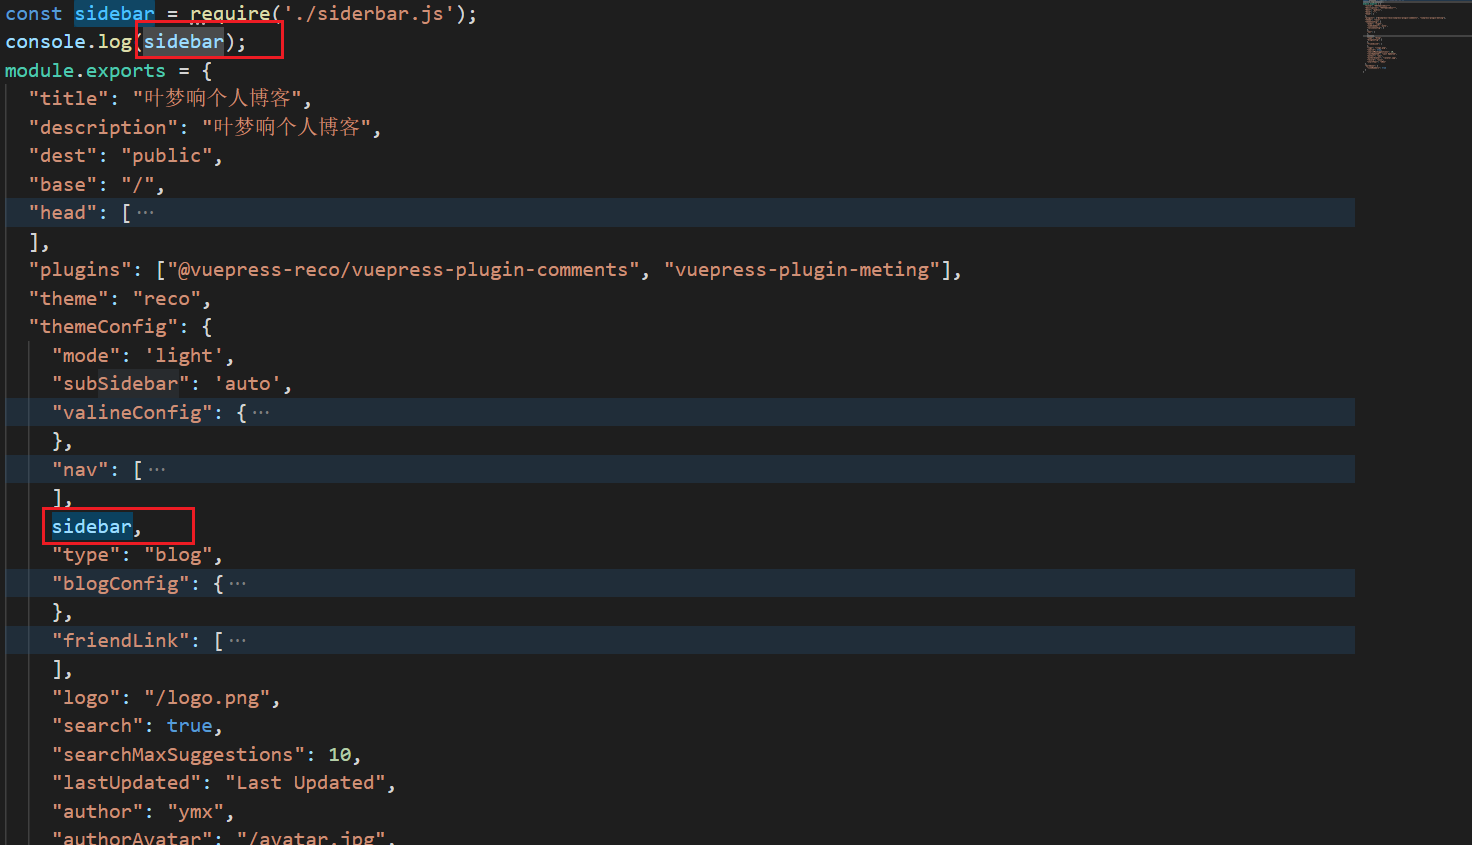 const sidebar = require('./siderbar.js');
console.log(sidebar);
module.exports = {
"title": "叶梦响个人博客",
"description": "叶梦响个人博客",
"dest": "public",
"base": "/",
"head": [ ···
],
"plugins": ["@vuepress-reco/vuepress-plugin-comments", "vuepress-plugin-meting"],
"theme": "reco",
"themeConfig": {
"mode": 'light',
"subSidebar": 'auto',
"valineConfig": { ···
},
"nav": [ ···
],
sidebar,
"type": "blog",
"blogConfig": { ···
},
"friendLink": [ ···
],
"logo": "/logo.png",
"search": true,
"searchMaxSuggestions": 10,
"lastUpdated": "Last Updated",
"author": "ymx",
"authorAvatar": "/avatar.jpg",